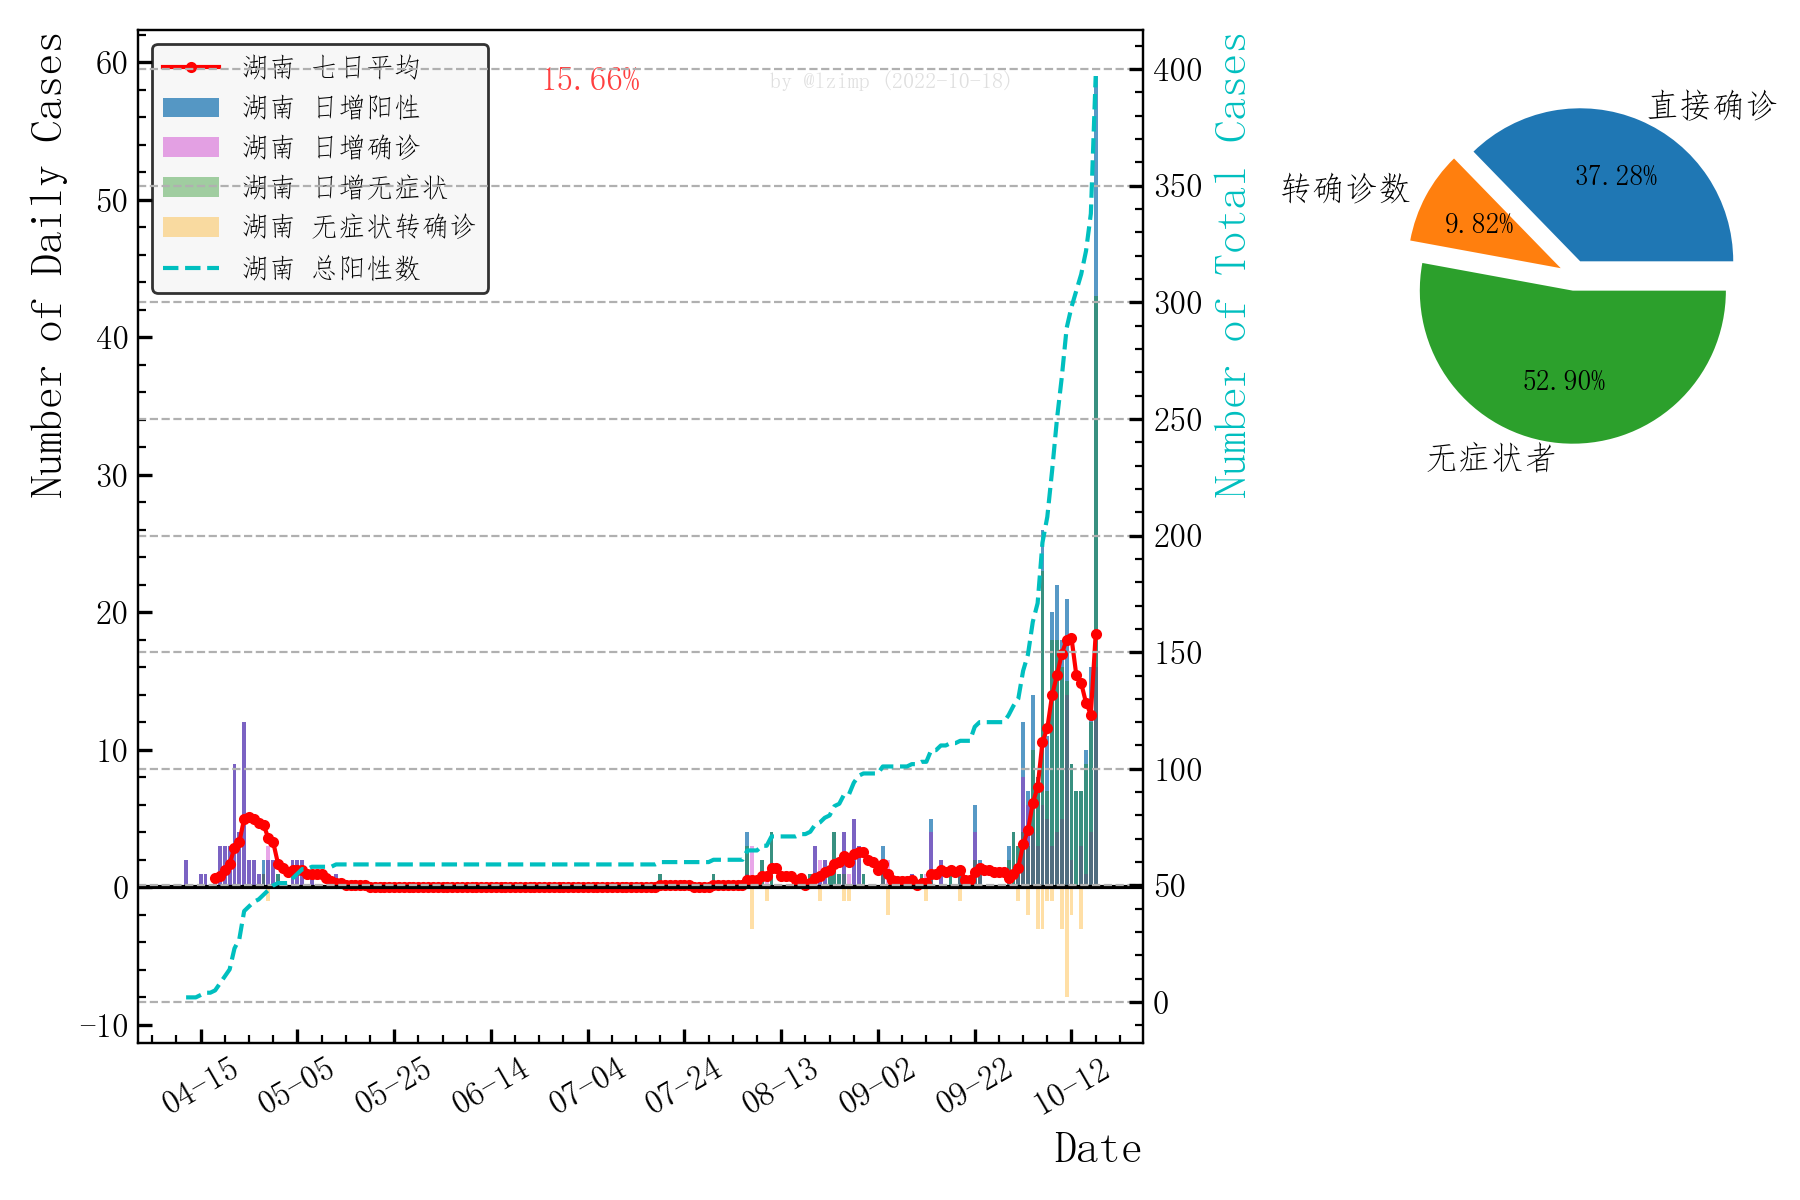 Number of Daily Cases
60
50
40
30
20
10
0
−10
湖南 七日平均
湖南 日增阳性
湖南 日增确诊
湖南 日增无症状
湖南 无症状转确诊
湖南 总阳性数
15.66%
by @lzimp (2022-10-18)
400
350
300
250
200
150
100
50
0
Number of Total Cases
04-15
05-05
05-25
06-14
07-04
07-24
08-13
09-02
09-22
10-12
Date
直接确诊
37.28%
转确诊数
9.82%
52.90%
无症状者